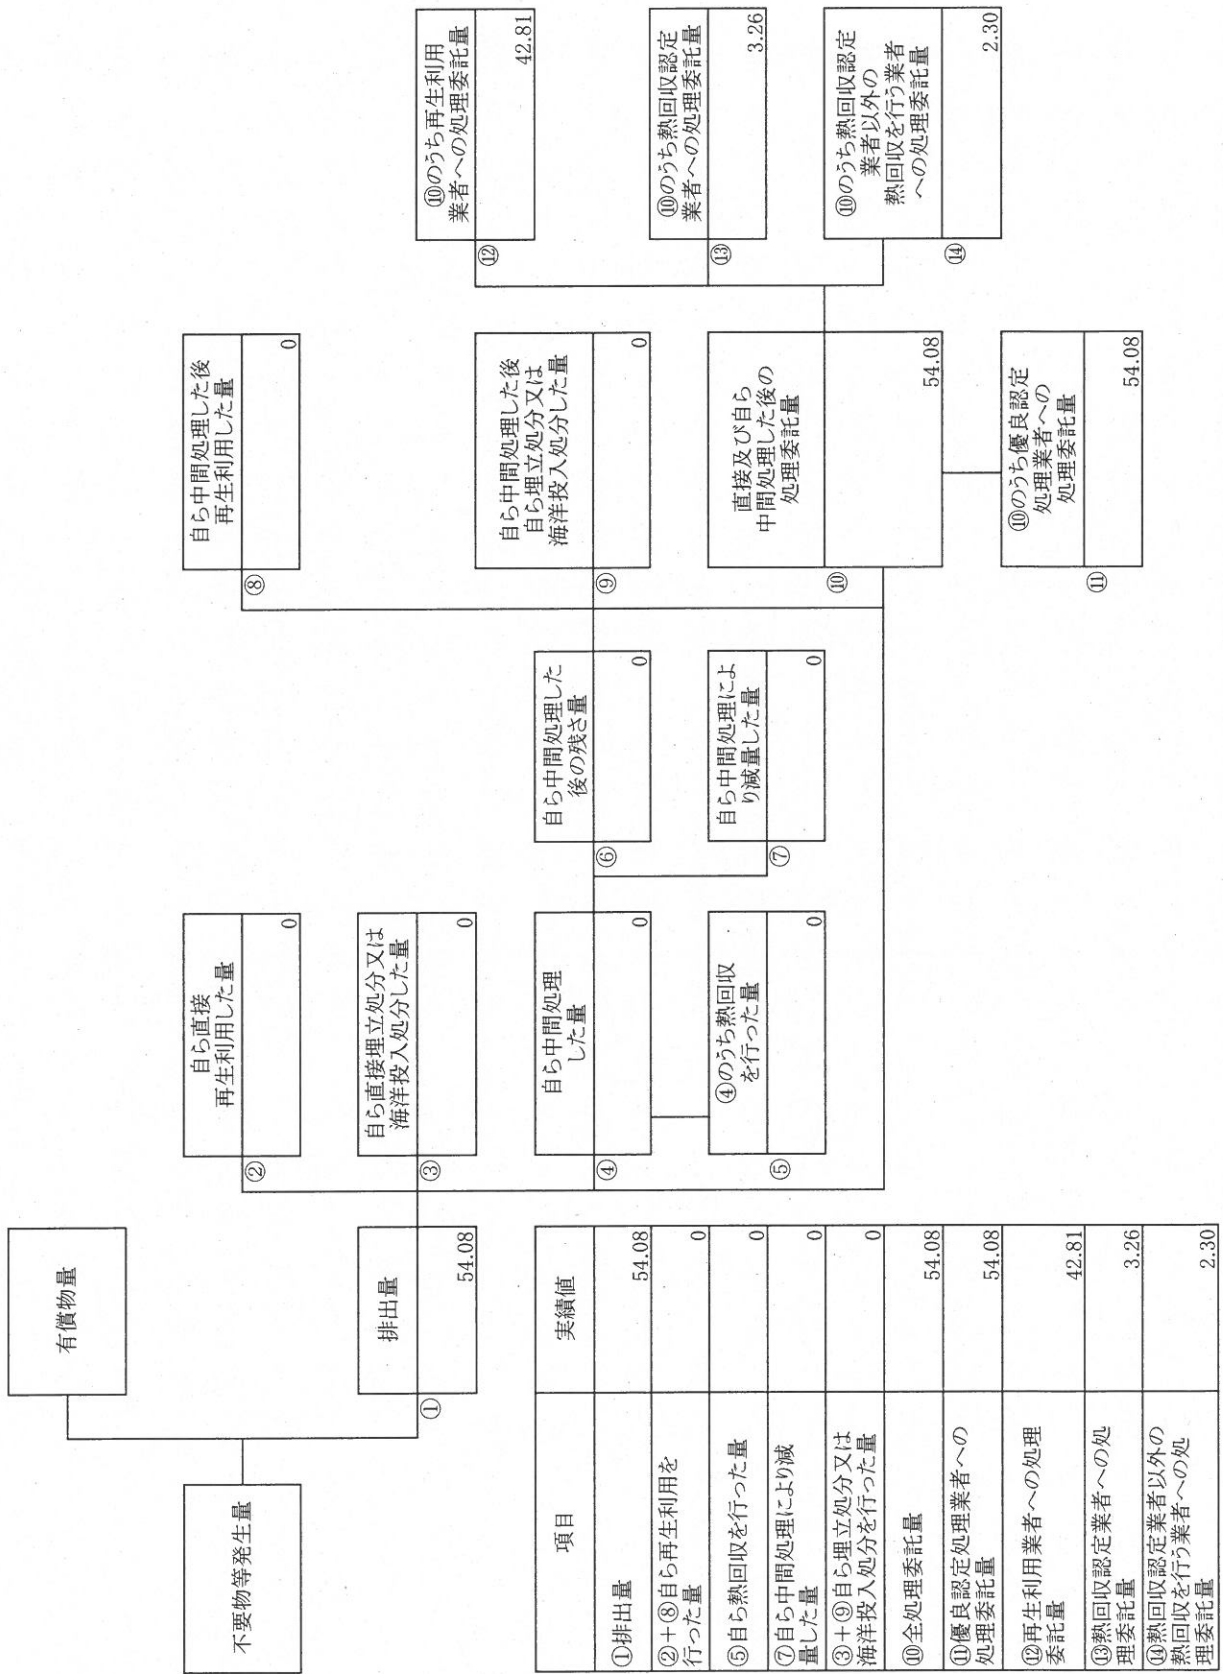 不要物等発生量
有償物量
①
排出量
54.08
②
自ら直接
再生利用した量
0
③
自ら直接埋立処分又は
海洋投入処分した量
0
④
自ら中間処理
した量
0
⑤
④のうち熱回収
を行った量
0
⑥
自ら中間処理した
後の残さ量
0
⑦
自ら中間処理によ
り減量した量
0
⑧
自ら中間処理した後
再生利用した量
0
⑨
自ら中間処理した後
自ら埋立処分又は
海洋投入処分した量
0
⑩
直接及び自ら
中間処理した後の
処理委託量
54.08
⑪
⑩のうち優良認定
処理業者への
処理委託量
54.08
⑫
⑩のうち再生利用
業者への処理委託量
42.81
⑬
⑩のうち熱回収認定
業者への処理委託量
3.26
⑭
⑩のうち熱回収認定
業者以外の
熱回収を行う業者
への処理委託量
2.30
項目
実績値
①排出量
54.08
②+⑧自ら再生利用を
行った量
0
⑤自ら熱回収を行った量
0
⑦自ら中間処理により減
量した量
0
③+⑨自ら埋立処分又は
海洋投入処分を行った量
0
⑩全処理委託量
54.08
⑪優良認定処理業者への
処理委託量
54.08
⑫再生利用業者への処理
委託量
42.81
⑬熱回収認定業者への処
理委託量
3.26
⑭熱回収認定業者以外の
熱回収を行う業者への処
理委託量
2.30